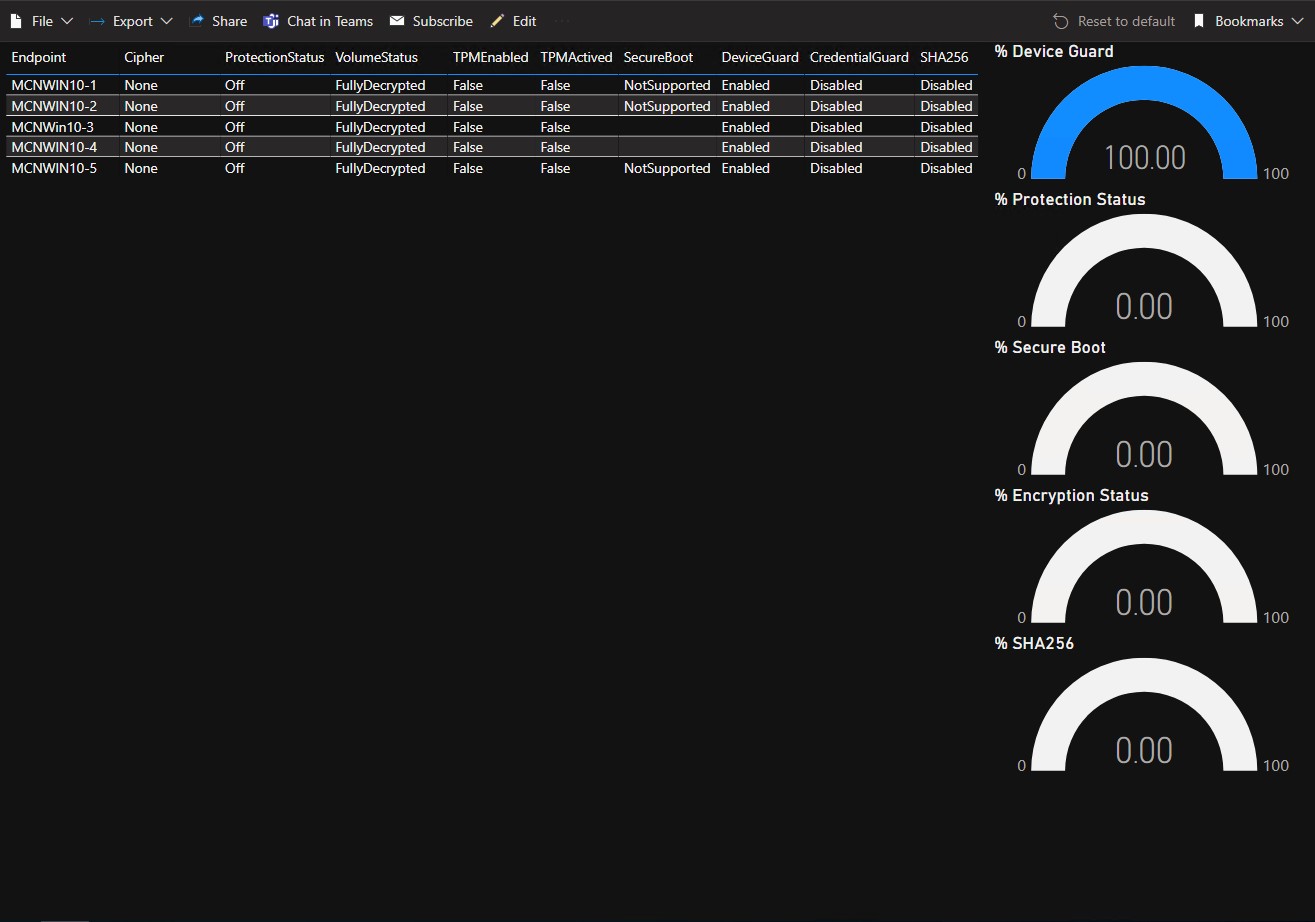 File Export Share Chat in Teams Subscribe Edit ... Reset to default Bookmarks
Endpoint Cipher ProtectionStatus VolumeStatus TPMEnabled TPMActived SecureBoot DeviceGuard CredentialGuard SHA256
MCNWIN10-1 None Off FullyDecrypted False False NotSupported Enabled Disabled Disabled
MCNWIN10-2 None Off FullyDecrypted False False NotSupported Enabled Disabled Disabled
MCNWin10-3 None Off FullyDecrypted False False Enabled Disabled Disabled
MCNWIN10-4 None Off FullyDecrypted False False Enabled Disabled Disabled
MCNWIN10-5 None Off FullyDecrypted False False NotSupported Enabled Disabled Disabled
% Device Guard
100.00
0 100
% Protection Status
0.00
0 100
% Secure Boot
0.00
0 100
% Encryption Status
0.00
0 100
% SHA256
0.00
0 100